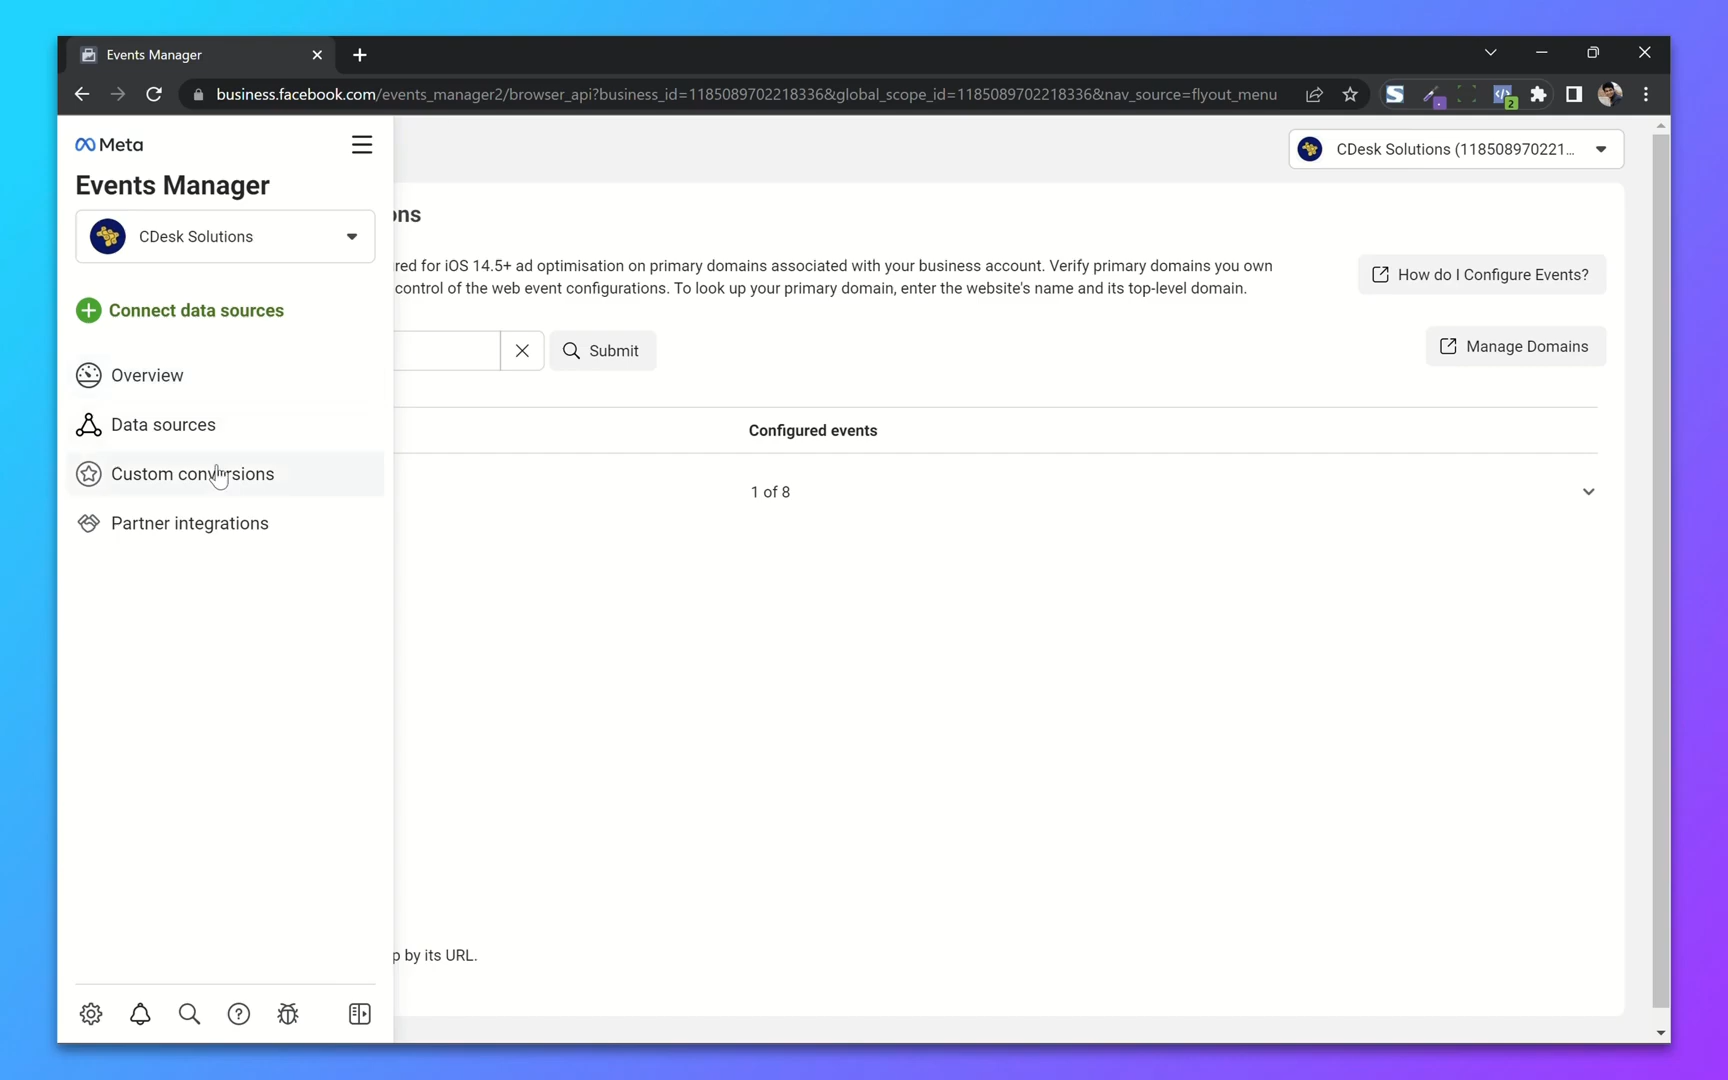 Events Manager
business.facebook.com/events_manager2/browser_api?business_id=1185089702218336&global_scope_id=1185089702218336&nav_source=flyout_menu
2
Meta
Events Manager
CDesk Solutions
Connect data sources
Overview
Data sources
Custom conversions
Partner integrations
CDesk Solutions (118508970221...
ons
red for iOS 14.5+ ad optimisation on primary domains associated with your business account. Verify primary domains you own
control of the web event configurations. To look up your primary domain, enter the website's name and its top-level domain.
How do I Configure Events?
Submit
Manage Domains
Configured events
1 of 8
p by its URL.